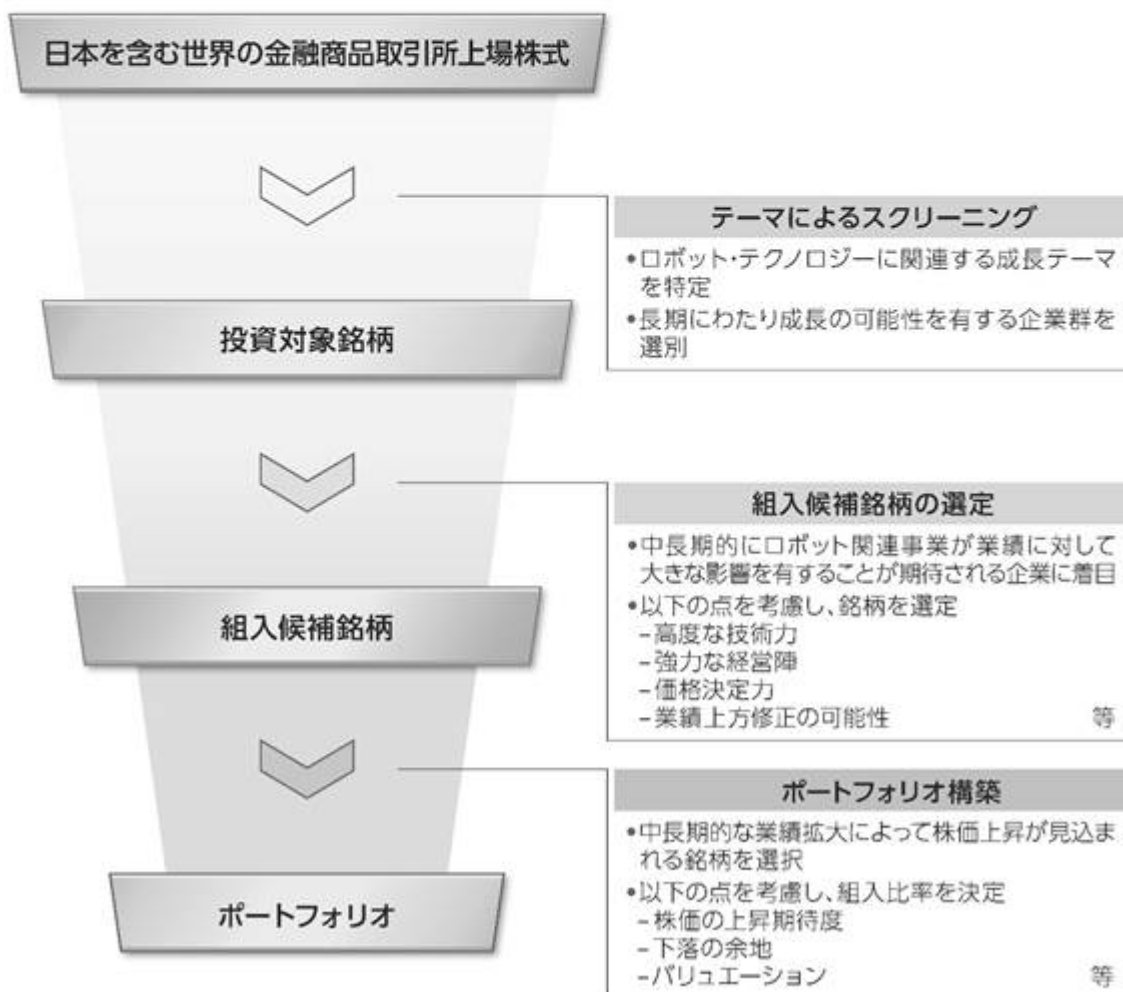 日本を含む世界の金融商品取引所上場株式
テーマによるスクリーニング
•ロボット・テクノロジーに関連する成長テーマ
を特定
•長期にわたり成長の可能性を有する企業群を
選別
投資対象銘柄
組入候補銘柄の選定
•中長期的にロボット関連事業が業績に対して
大きな影響を有することが期待される企業に着目
•以下の点を考慮し、銘柄を選定
–高度な技術力
–強力な経営陣
–価格決定力
–業績上方修正の可能性 等
組入候補銘柄
ポートフォリオ構築
•中長期的な業績拡大によって株価上昇が見込ま
れる銘柄を選択
•以下の点を考慮し、組入比率を決定
–株価の上昇期待度
–下落の余地
–バリュエーション 等
ポートフォリオ